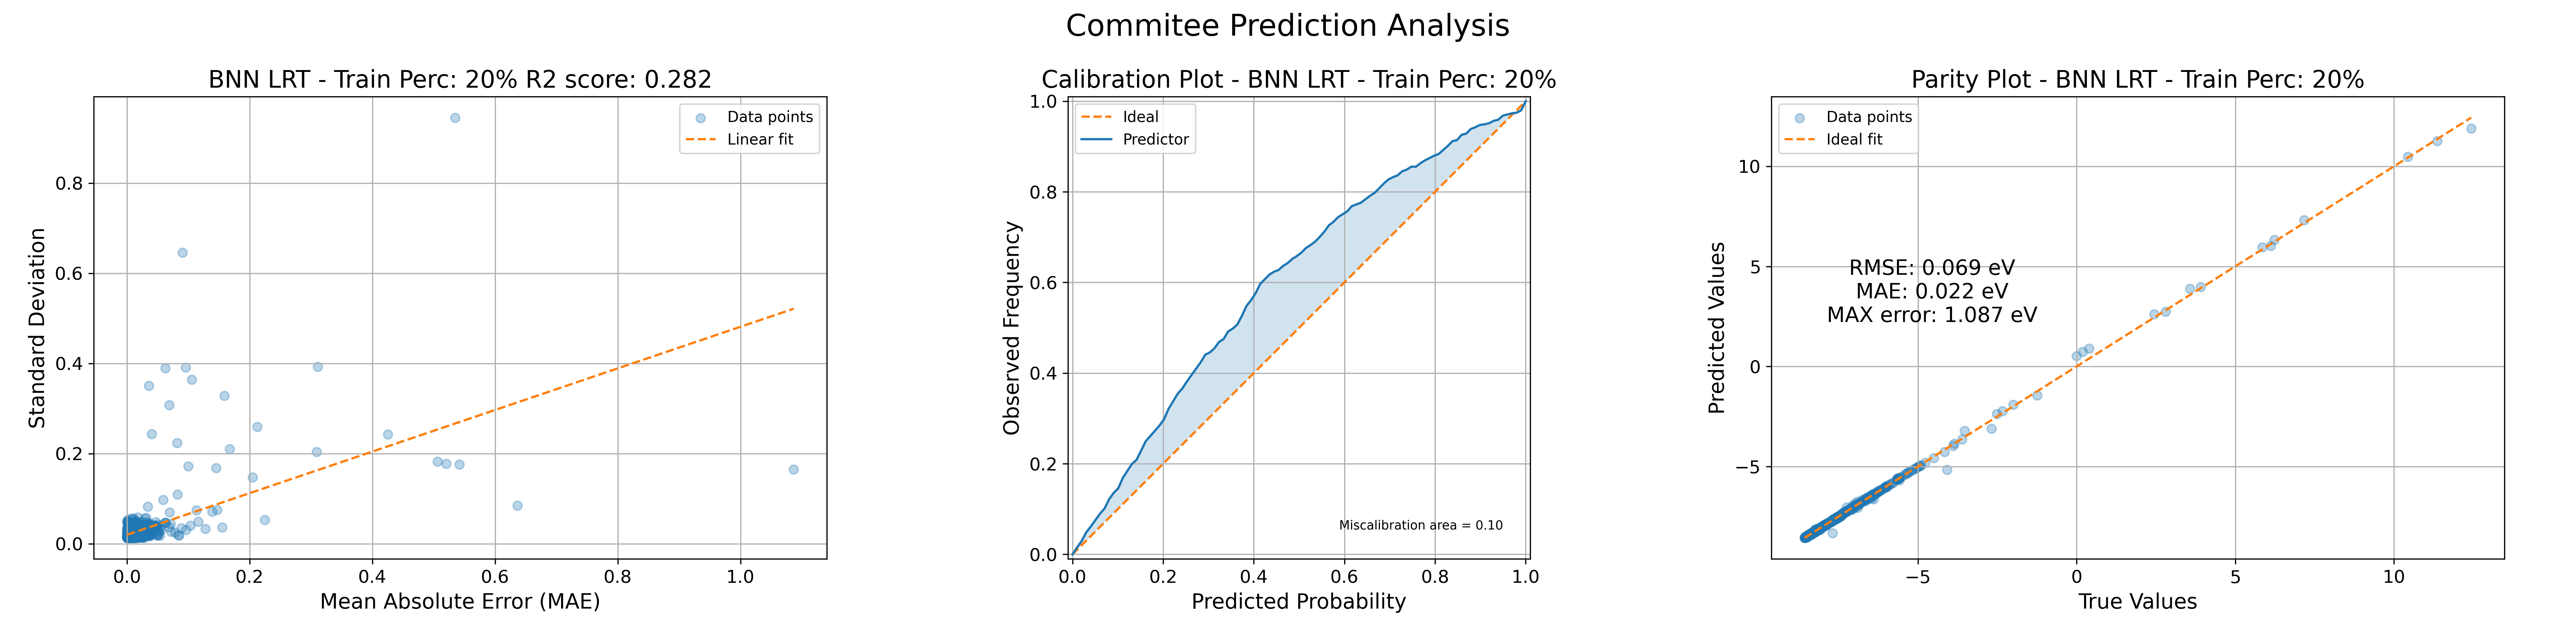 Commitee Prediction Analysis
BNN LRT - Train Perc: 20% R2 score: 0.282
Data points
Linear fit
Standard Deviation
0.8
0.6
0.4
0.2
0.0
0.0 0.2 0.4 0.6 0.8 1.0
Mean Absolute Error (MAE)
Calibration Plot - BNN LRT - Train Perc: 20%
Ideal
Predictor
Observed Frequency
1.0
0.8
0.6
0.4
0.2
0.0
Miscalibration area = 0.10
0.0 0.2 0.4 0.6 0.8 1.0
Predicted Probability
Parity Plot - BNN LRT - Train Perc: 20%
Data points
Ideal fit
Predicted Values
10
5
0
−5
RMSE: 0.069 eV
MAE: 0.022 eV
MAX error: 1.087 eV
−5 0 5 10
True Values